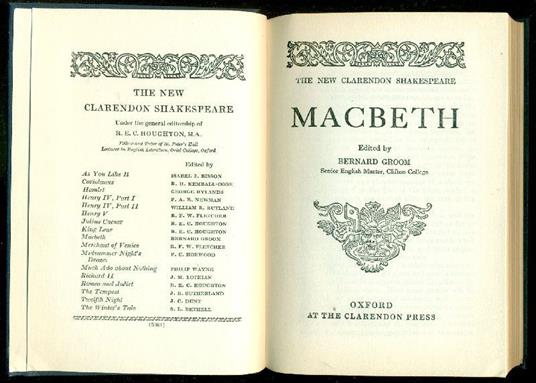 THE NEW
CLARENDON SHAKESPEARE
Under the general editorship of
R. E. C. HOUGHTON, M.A.
Fellow and Tutor of St. Peter's Hall
Lecturer in English Literature, Oriel College, Oxford
Edited by
As You Like It ISABEL J. BISSON
Coriolanus B. H. KEMBALL-COOK
Hamlet GEORGE RYLANDS
Henry IV, Part I F. A. R. NEWMAN
Henry IV, Part II WILLIAM R. RUTLAND
Henry V R. F. W. FLETCHER
Julius Caesar R. E. C. HOUGHTON
King Lear R. E. C. HOUGHTON
Macbeth BERNARD GROOM
Merchant of Venice R. F. W. FLETCHER
Midsummer Night's
Dream F. C. HORWOOD
Much Ado about Nothing PHILIP WAYNE
Richard II J. M. LOTHIAN
Romeo and Juliet R. E. C. HOUGHTON
The Tempest J. R. SUTHERLAND
Twelfth Night J. C. DENT
The Winter's Tale S. L. BETHELL
THE NEW CLARENDON SHAKESPEARE
MACBETH
Edited by
BERNARD GROOM
Senior English Master, Clifton College
OXFORD
AT THE CLARENDON PRESS